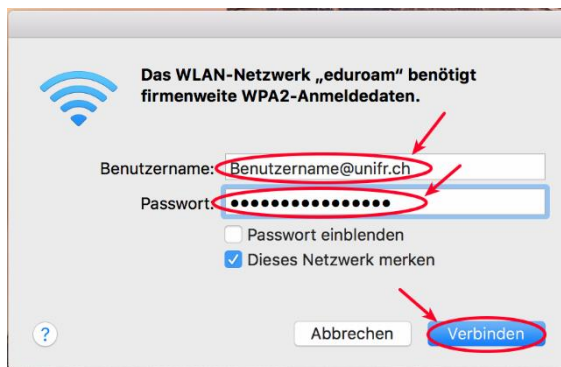 Das WLAN-Netzwerk „eduroam“ benötigt
firmenweite WPA2-Anmeldedaten.
Benutzername: Benutzername@unifr.ch
Passwort: ●●●●●●●●●●●●●●●●
Passwort einblenden
Dieses Netzwerk merken
? Abbrechen Verbinden